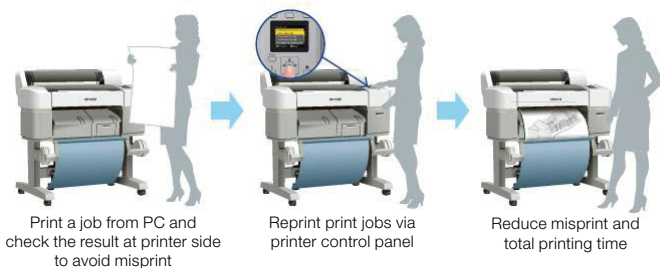 Print a job from PC and
check the result at printer side
to avoid misprint
Reprint print jobs via
printer control panel
Reduce misprint and
total printing time